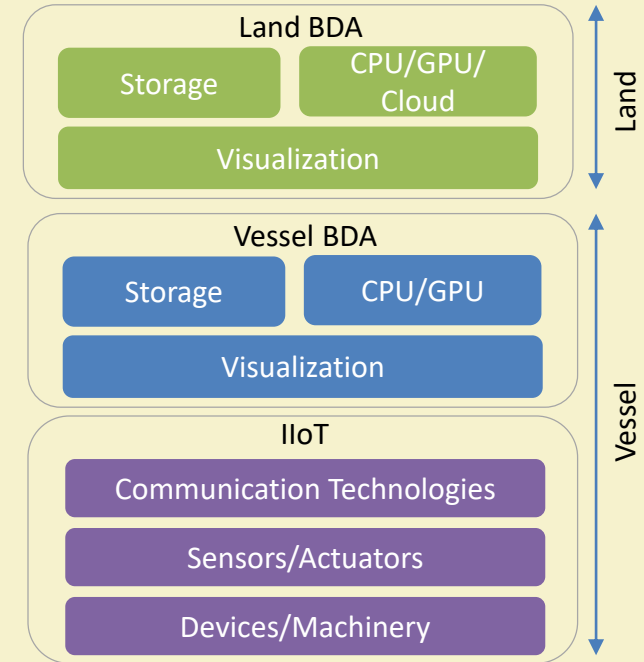 Land BDA
Storage
CPU/GPU/
Cloud
Visualization
Land
Vessel BDA
Storage
CPU/GPU
Visualization
IIoT
Communication Technologies
Sensors/Actuators
Devices/Machinery
Vessel